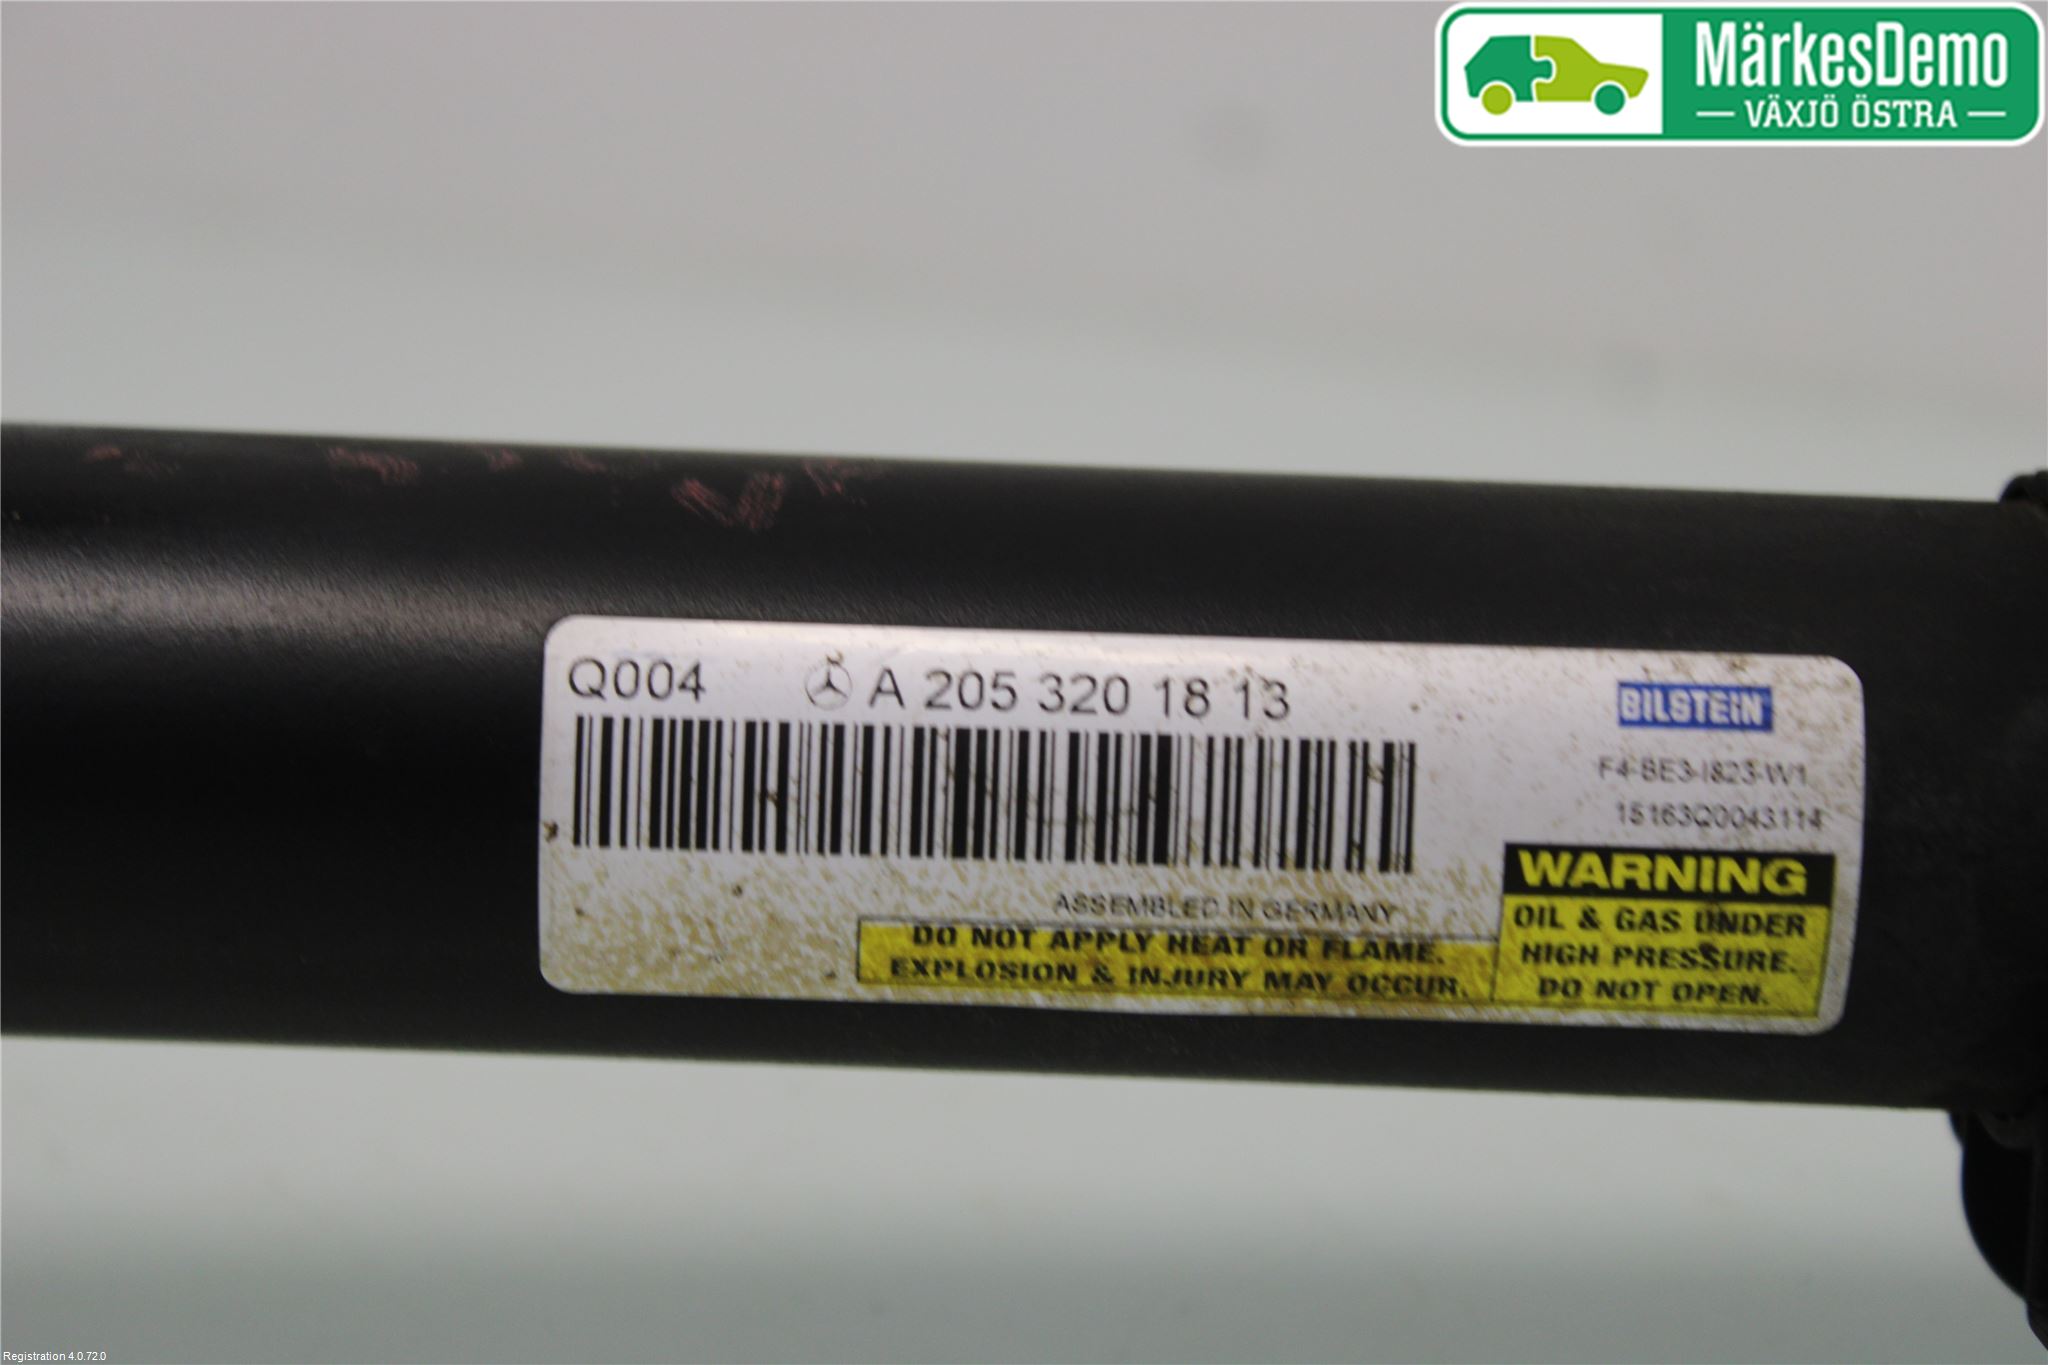 MärkesDemo
VÄXJÖ ÖSTRA
Q004 A 205 320 18 13
BILSTEIN
F4-BE3-I823-W1
15163Q0043114
WARNING
OIL & GAS UNDER
HIGH PRESSURE.
DO NOT OPEN.
ASSEMBLED IN GERMANY
DO NOT APPLY HEAT OR FLAME.
EXPLOSION & INJURY MAY OCCUR.
Registration 4.0.72.0